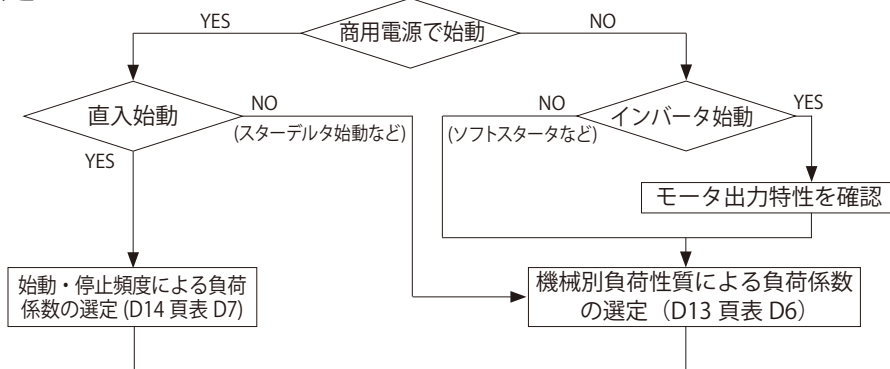 商用電源で始動
YES
NO
直入始動
NO
(スターデルタ始動など)
YES
インバータ始動
NO
(ソフトスタータなど)
YES
モータ出力特性を確認
始動・停止頻度による負荷
係数の選定 (D14 頁表 D7)
機械別負荷性質による負荷係数
の選定（D13 頁表 D6）